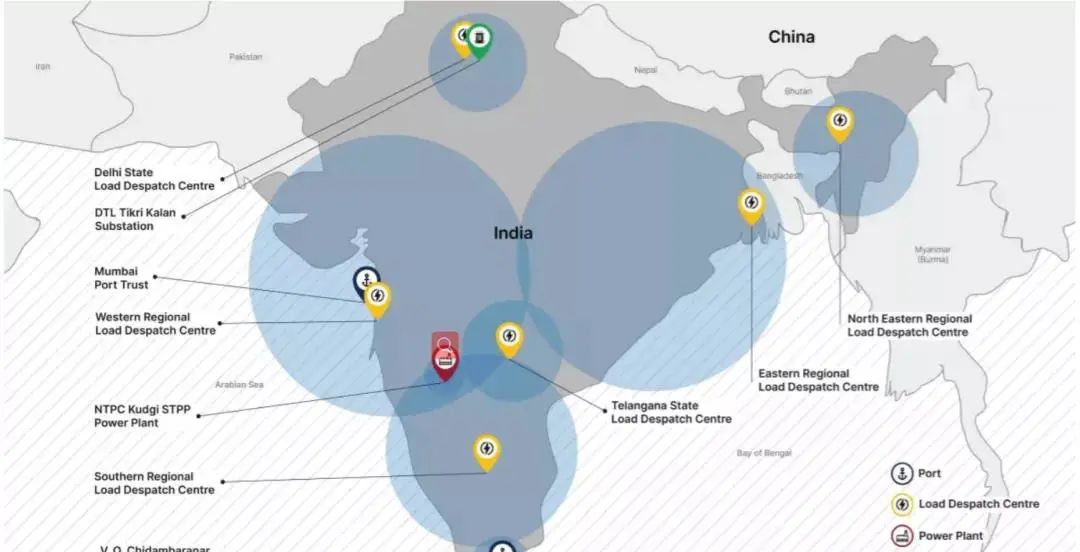 China
Iran
Pakistan
Nepal
Bhutan
Delhi State
Load Despatch Centre
Bangladesh
DTL Tikri Kalan
Substation
India
Myanmar
(Burma)
Mumbai
Port Trust
Western Regional
Load Despatch Centre
North Eastern Regional
Load Despatch Centre
Arabian Sea
Eastern Regional
Load Despatch Centre
NTPC Kudgi STPP
Power Plant
Telangana State
Load Despatch Centre
Bay of Bengal
Southern Regional
Load Despatch Centre
Port
Load Despatch Centre
Power Plant
V. O. Chidambaranar